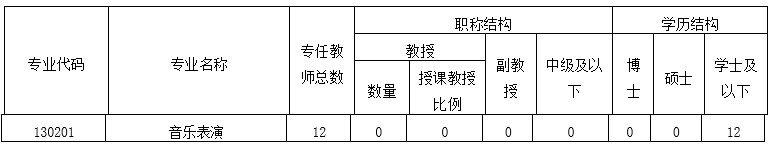 专业代码
专业名称
专任教
师总数
职称结构
学历结构
教授
数量
授课教授
比例
副教
授
中级及以
下
博
士
硕士
学士及
以下
130201 音乐表演 12 0 0 0 0 0 0 12